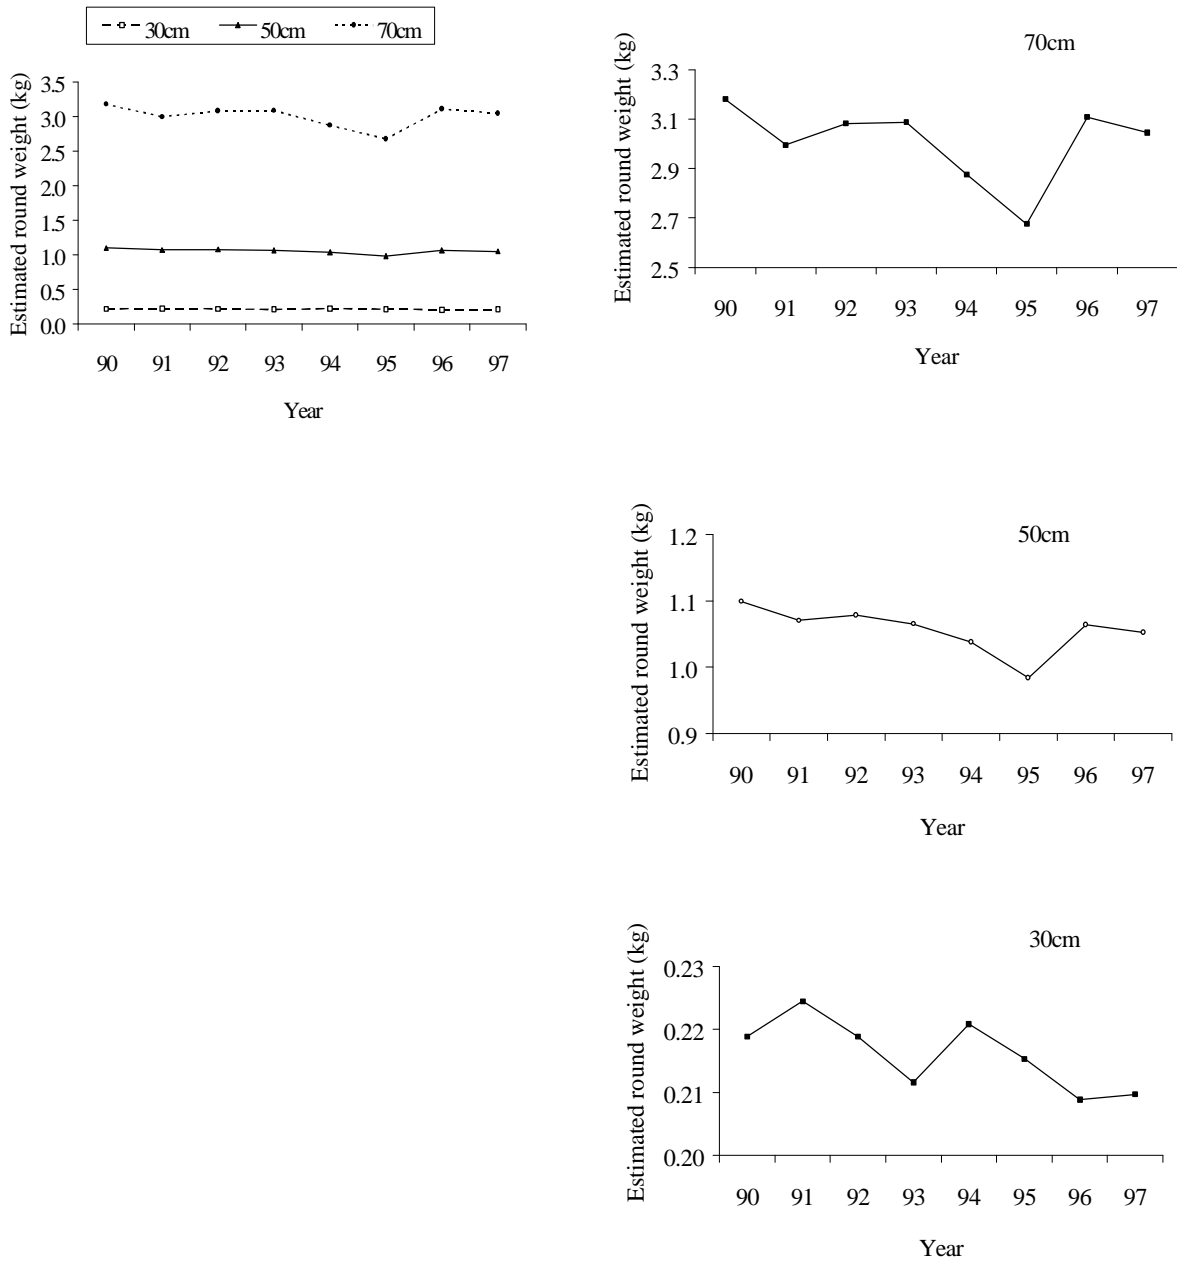 30cm 50cm 70cm
Estimated round weight (kg)
3.5
3.0
2.5
2.0
1.5
1.0
0.5
0.0
90 91 92 93 94 95 96 97
Year
70cm
Estimated round weight (kg)
3.3
3.1
2.9
2.7
2.5
90 91 92 93 94 95 96 97
Year
50cm
Estimated round weight (kg)
1.2
1.1
1.0
0.9
90 91 92 93 94 95 96 97
Year
30cm
Estimated round weight (kg)
0.23
0.22
0.21
0.20
90 91 92 93 94 95 96 97
Year